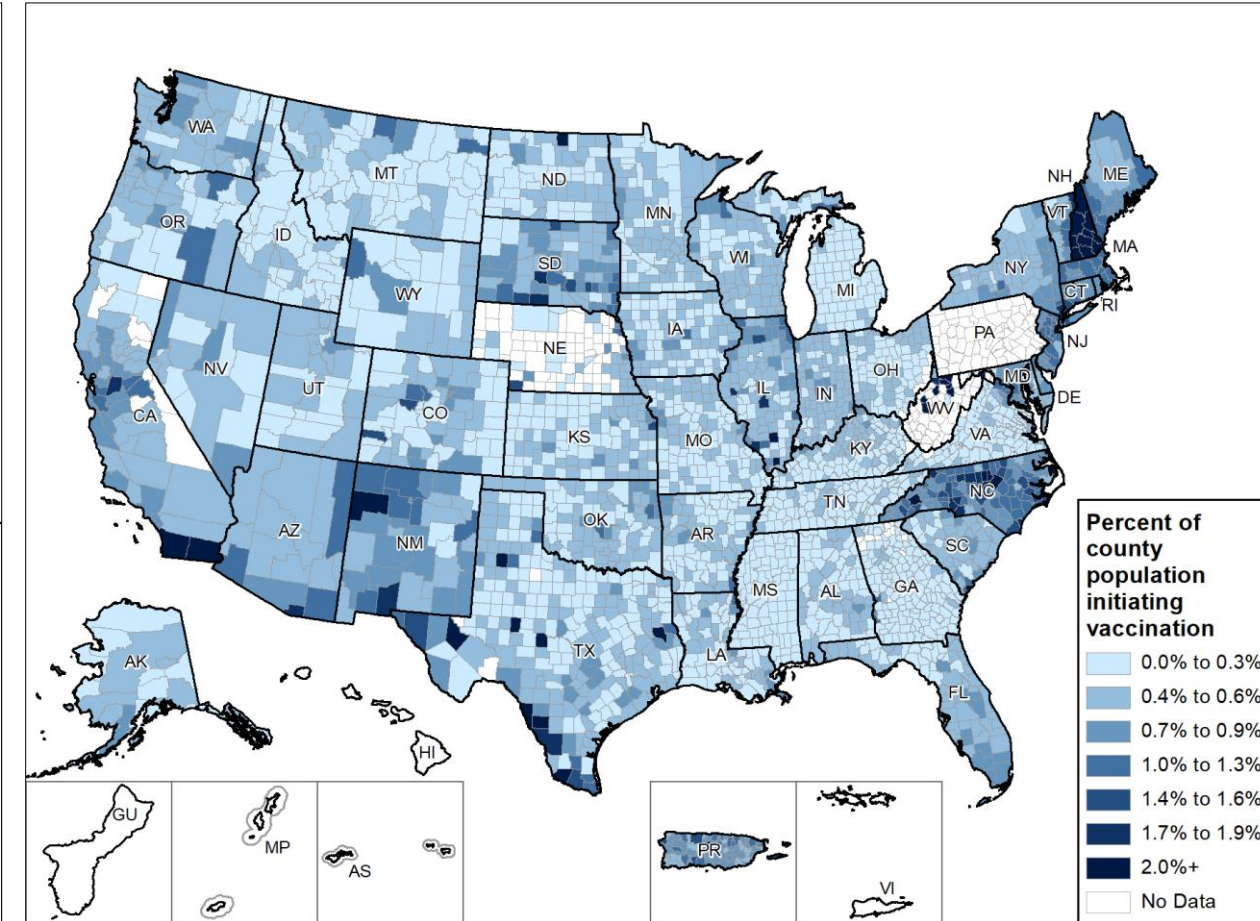 WA
MT
ND
MN
OR
ID
WY
SD
WI
MI
NY
VT
NH
ME
MA
CT
RI
NJ
PA
NV
UT
CO
NE
IA
IL
IN
OH
MD
DE
WV
VA
CA
KS
MO
KY
AZ
NM
OK
AR
TN
NC
SC
TX
LA
MS
AL
GA
FL
AK
HI
GU
MP
AS
PR
VI
Percent of
county
population
initiating
vaccination
0.0% to 0.3%
0.4% to 0.6%
0.7% to 0.9%
1.0% to 1.3%
1.4% to 1.6%
1.7% to 1.9%
2.0%+
No Data